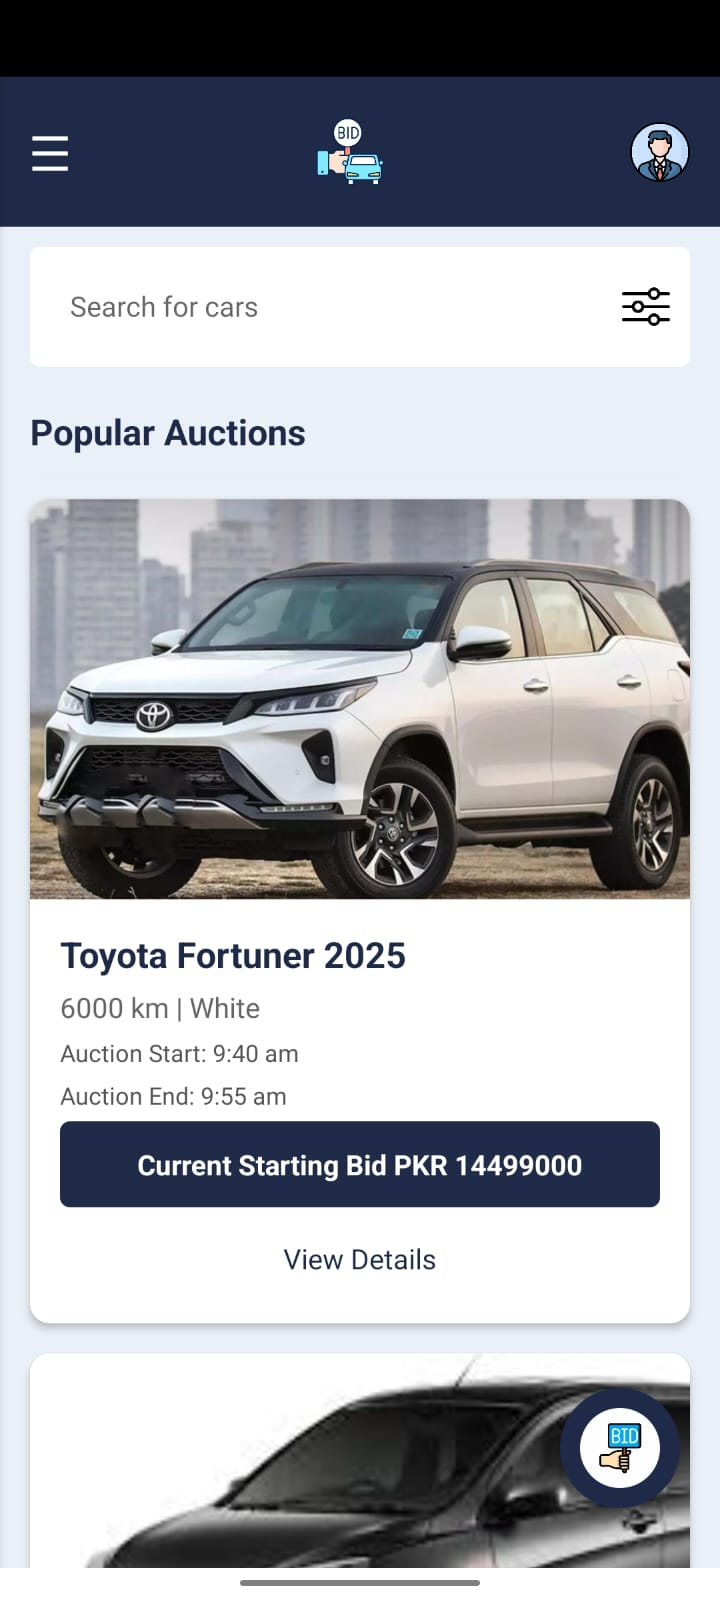 BID
Search for cars
Popular Auctions
Toyota Fortuner 2025
6000 km | White
Auction Start: 9:40 am
Auction End: 9:55 am
Current Starting Bid PKR 14499000
View Details
BID